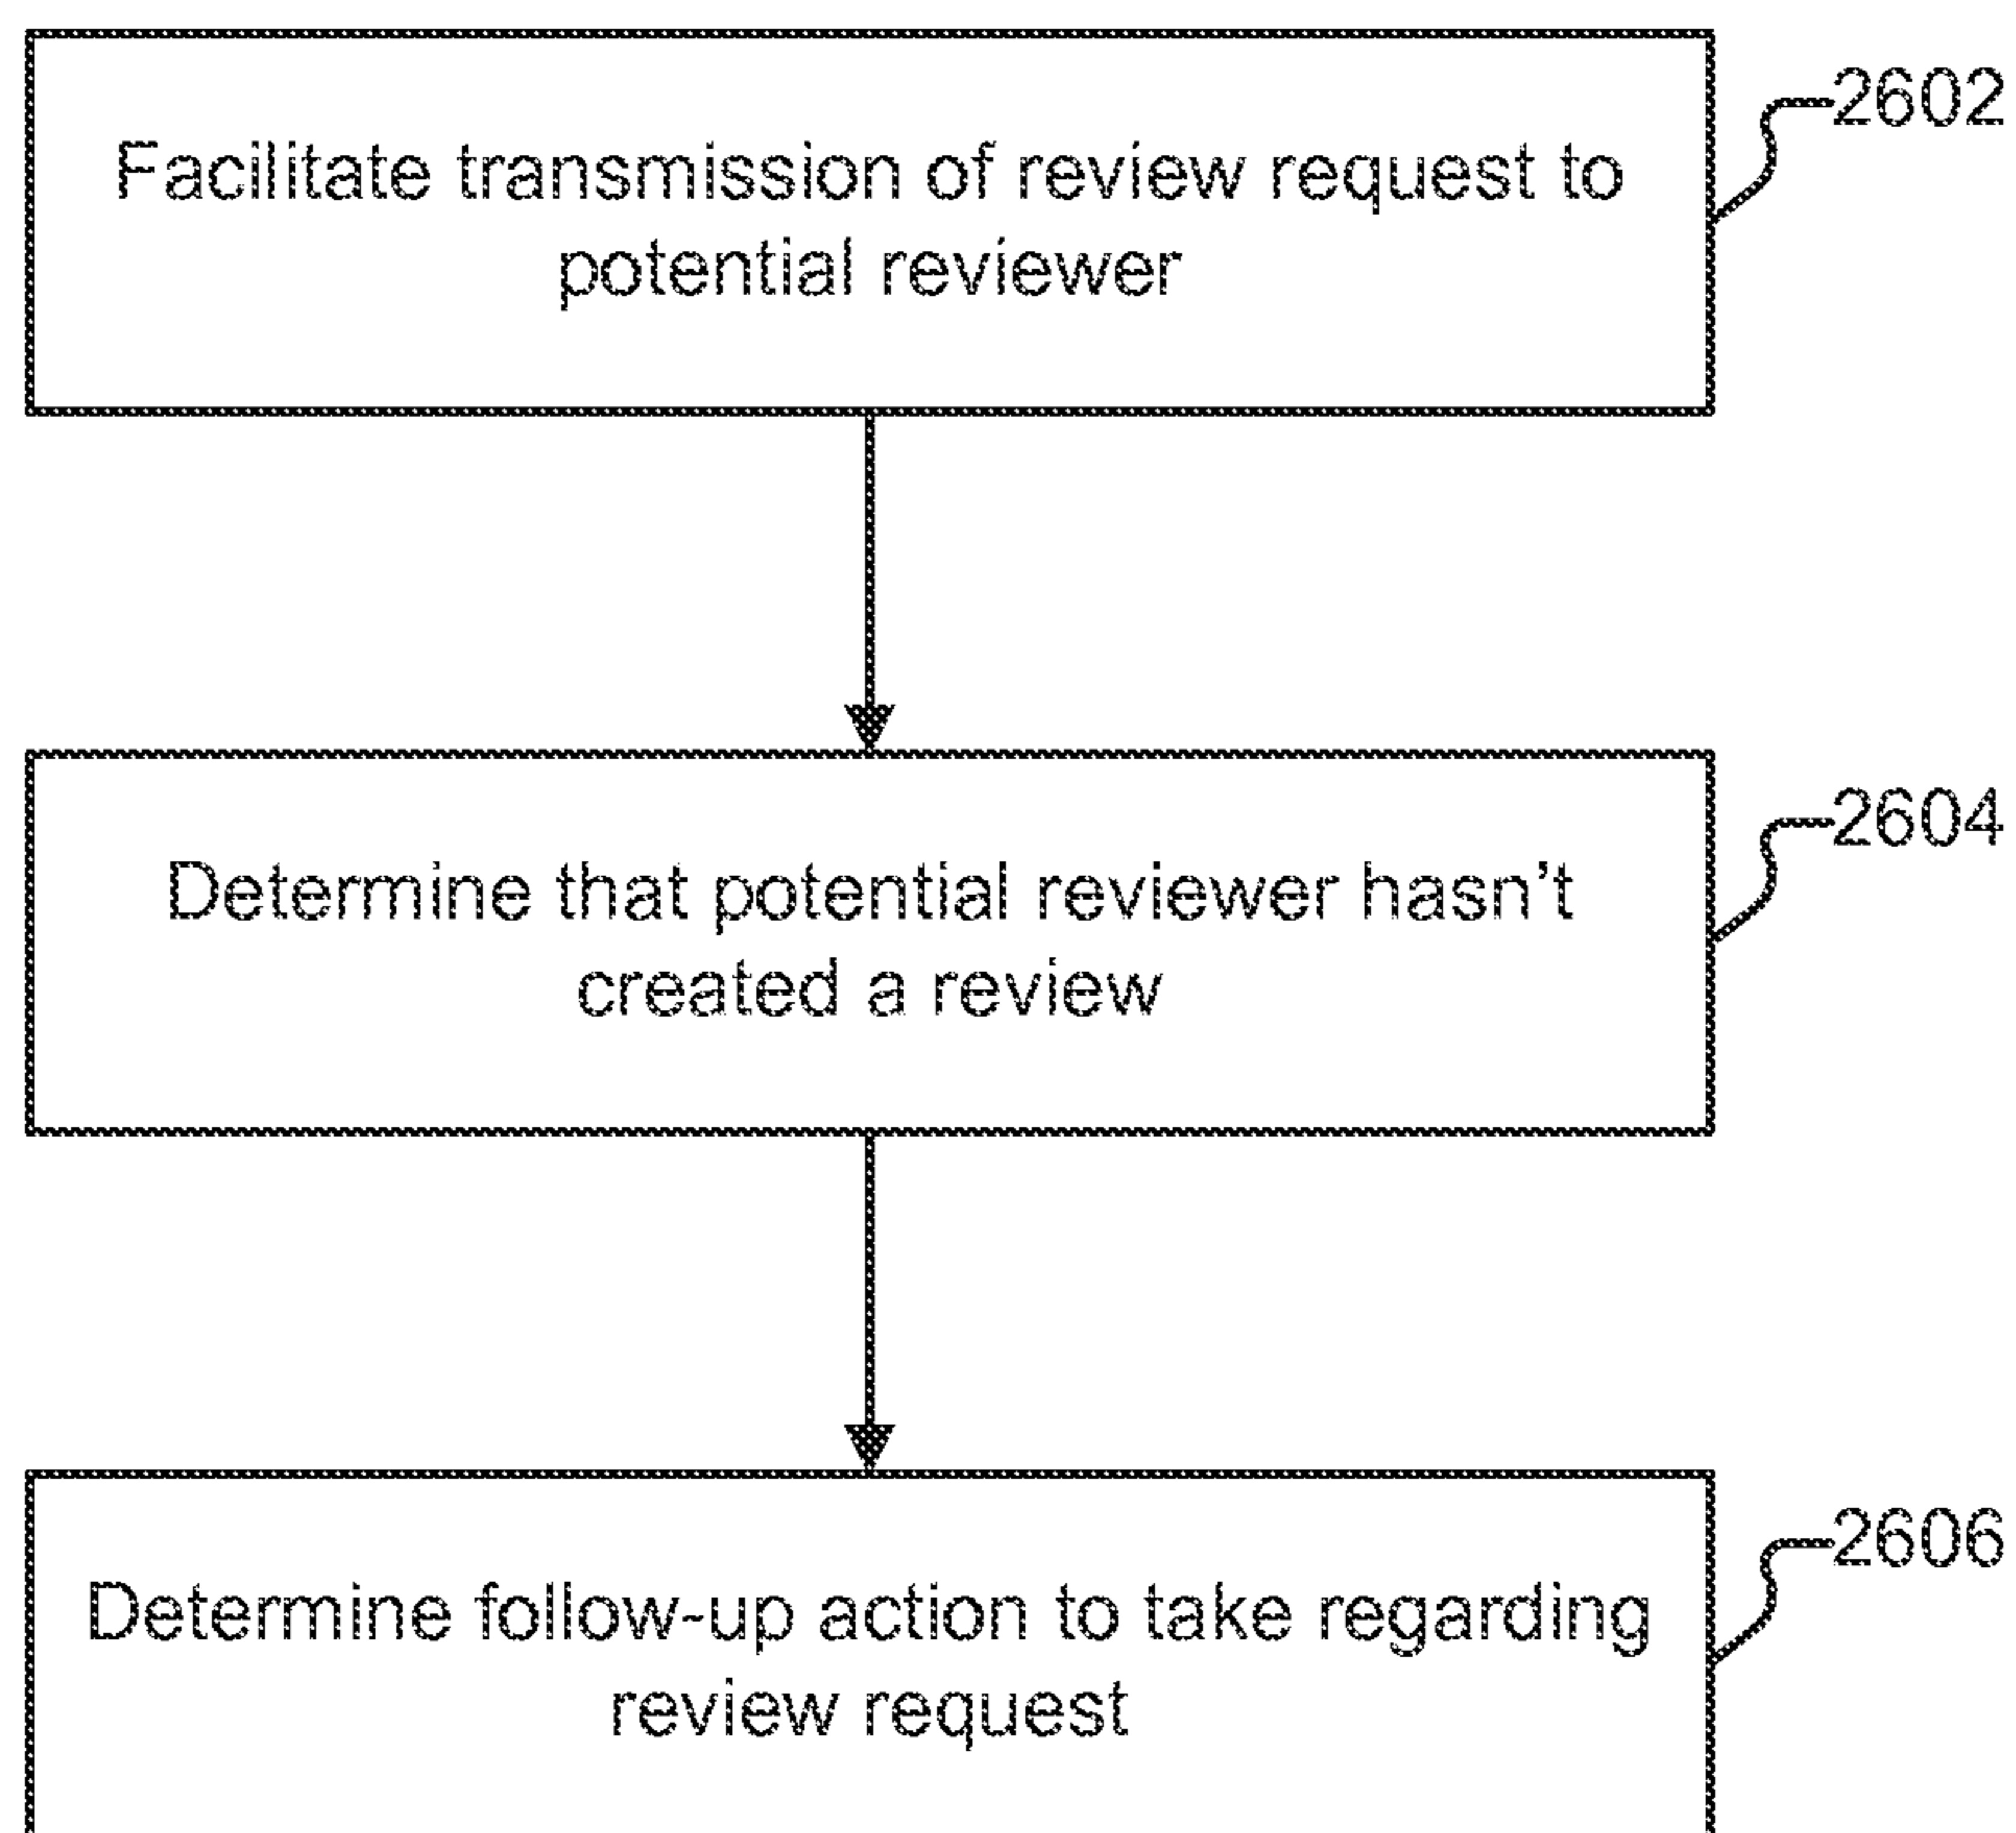 2602
Facilitate transmission of review request to
potential reviewer
2604
Determine that potential reviewer hasn't
created a review
2606
Determine follow-up action to take regarding
review request